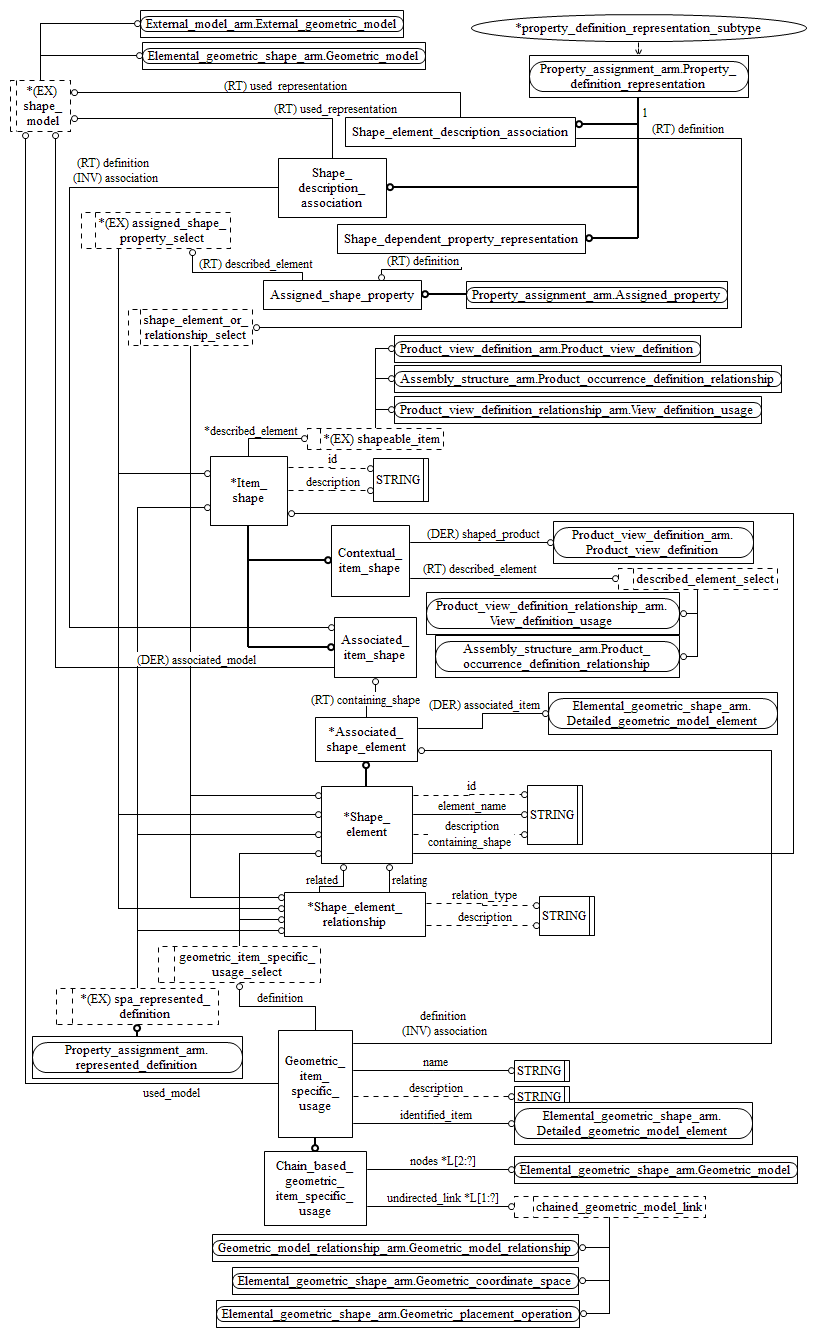 External_model_arm.External_geometric_model
*property_definition_representation_subtype
Elemental_geometric_shape_arm.Geometric_model
Property_assignment_arm.Property_
definition_representation
*(EX)
shape_
model
(RT) used_representation
(RT) used_representation
1
Shape_element_description_association
(RT) definition
(RT) definition
(INV) association
Shape_
description_
association
*(EX) assigned_shape_
property_select
Shape_dependent_property_representation
(RT) described_element
(RT) definition
Assigned_shape_property
Property_assignment_arm.Assigned_property
shape_element_or_
relationship_select
Product_view_definition_arm.Product_view_definition
Assembly_structure_arm.Product_occurrence_definition_relationship
Product_view_definition_relationship_arm.View_definition_usage
*described_element
*(EX) shapeable_item
*Item_
shape
id
description
STRING
Contextual_
item_shape
(DER) shaped_product
Product_view_definition_arm.
Product_view_definition
(RT) described_element
described_element_select
Product_view_definition_relationship_arm.
View_definition_usage
Associated_
item_shape
Assembly_structure_arm.Product_
occurrence_definition_relationship
(DER) associated_model
(RT) containing_shape
(DER) associated_item
Elemental_geometric_shape_arm.
Detailed_geometric_model_element
*Associated_
shape_element
*Shape_
element
id
element_name
description
containing_shape
STRING
related
relating
*Shape_element_
relationship
relation_type
description
STRING
geometric_item_specific_
usage_select
*(EX) spa_represented_
definition
definition
definition
(INV) association
Property_assignment_arm.
represented_definition
used_model
Geometric_
item_
specific_
usage
name
STRING
description
STRING
identified_item
Elemental_geometric_shape_arm.
Detailed_geometric_model_element
Chain_based_
geometric_
item_specific_
usage
nodes *L[2:?]
Elemental_geometric_shape_arm.Geometric_model
undirected_link *L[1:?]
chained_geometric_model_link
Geometric_model_relationship_arm.Geometric_model_relationship
Elemental_geometric_shape_arm.Geometric_coordinate_space
Elemental_geometric_shape_arm.Geometric_placement_operation